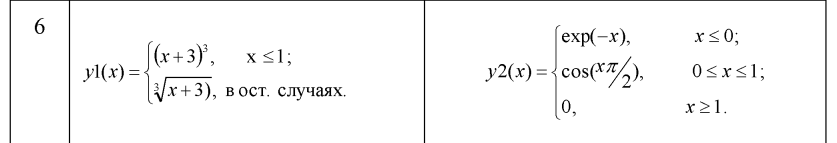 6
y1(x) = { (x+3)³, x ≤1;
∛x+3), в ост. случаях.
y2(x) = { exp(−x), x ≤ 0;
cos(xπ/2), 0 ≤ x ≤ 1;
0, x ≥ 1.